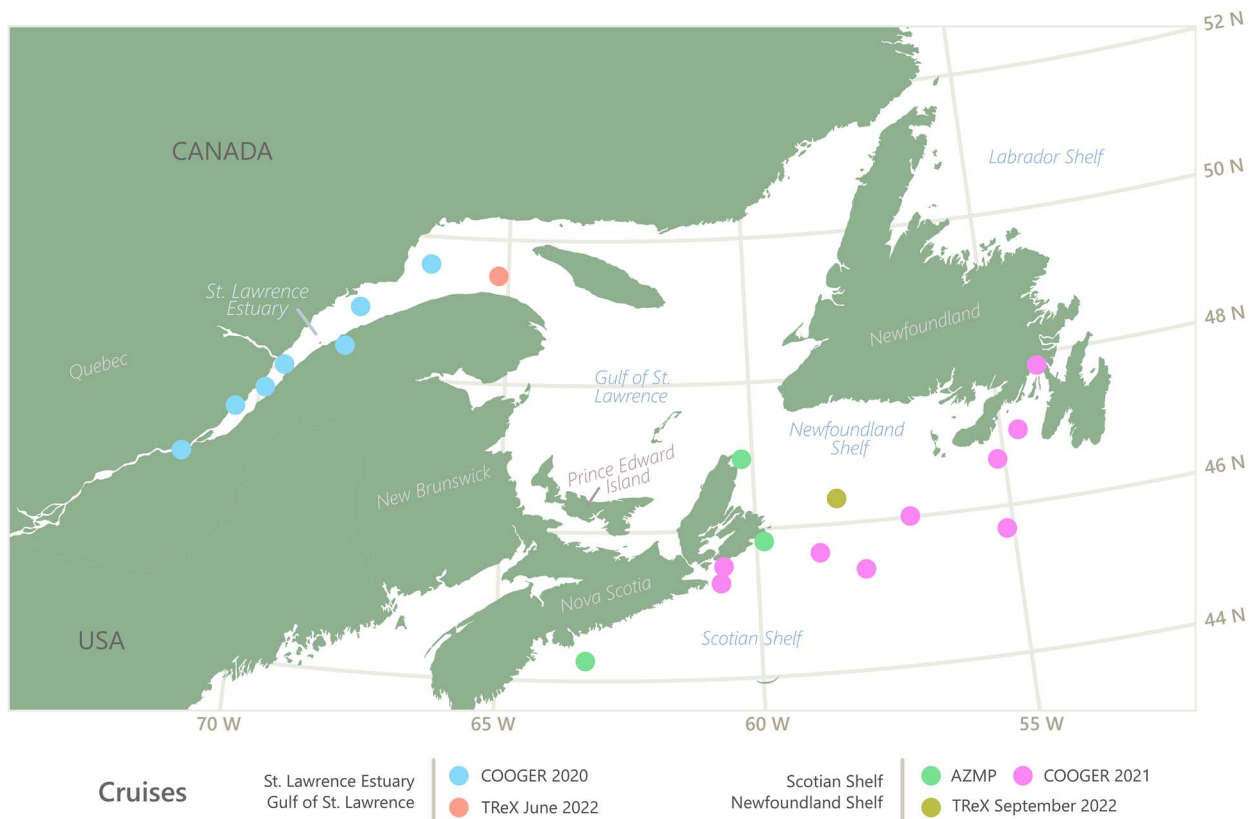 52 N
CANADA
Labrador Shelf
50 N
St. Lawrence
Estuary
Quebec
Newfoundland
48 N
Gulf of St.
Lawrence
Newfoundland
Shelf
Prince Edward
Island
New Brunswick
46 N
Nova Scotia
USA
Scotian Shelf
44 N
70 W
65 W
60 W
55 W
Cruises
St. Lawrence Estuary
Gulf of St. Lawrence
COOGER 2020
TReX June 2022
Scotian Shelf
Newfoundland Shelf
AZMP
COOGER 2021
TReX September 2022